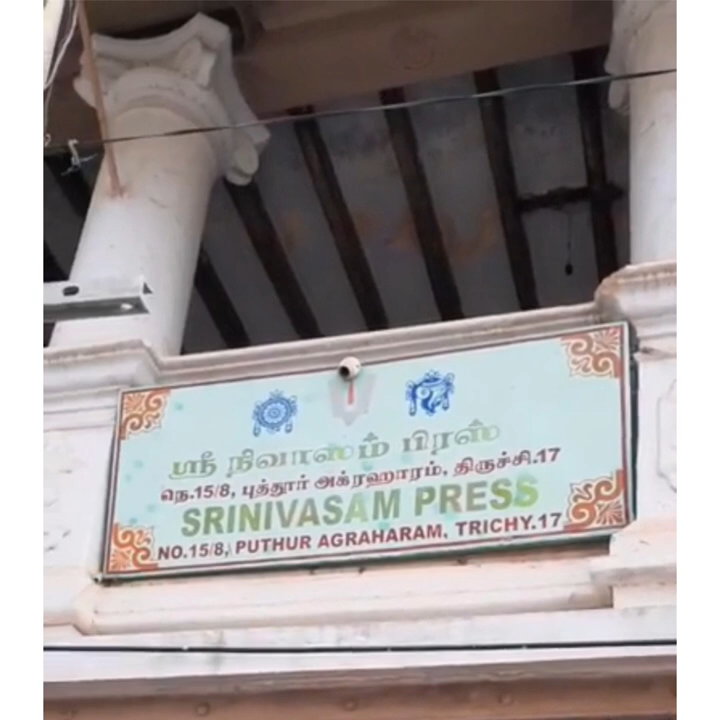 ஸ்ரீ நிவாஸம் பிரஸ்
நெ.15/8, புத்தூர் அக்ரஹாரம், திருச்சி.17
SRINIVASAM PRESS
NO.15/8, PUTHUR AGRAHARAM, TRICHY.17